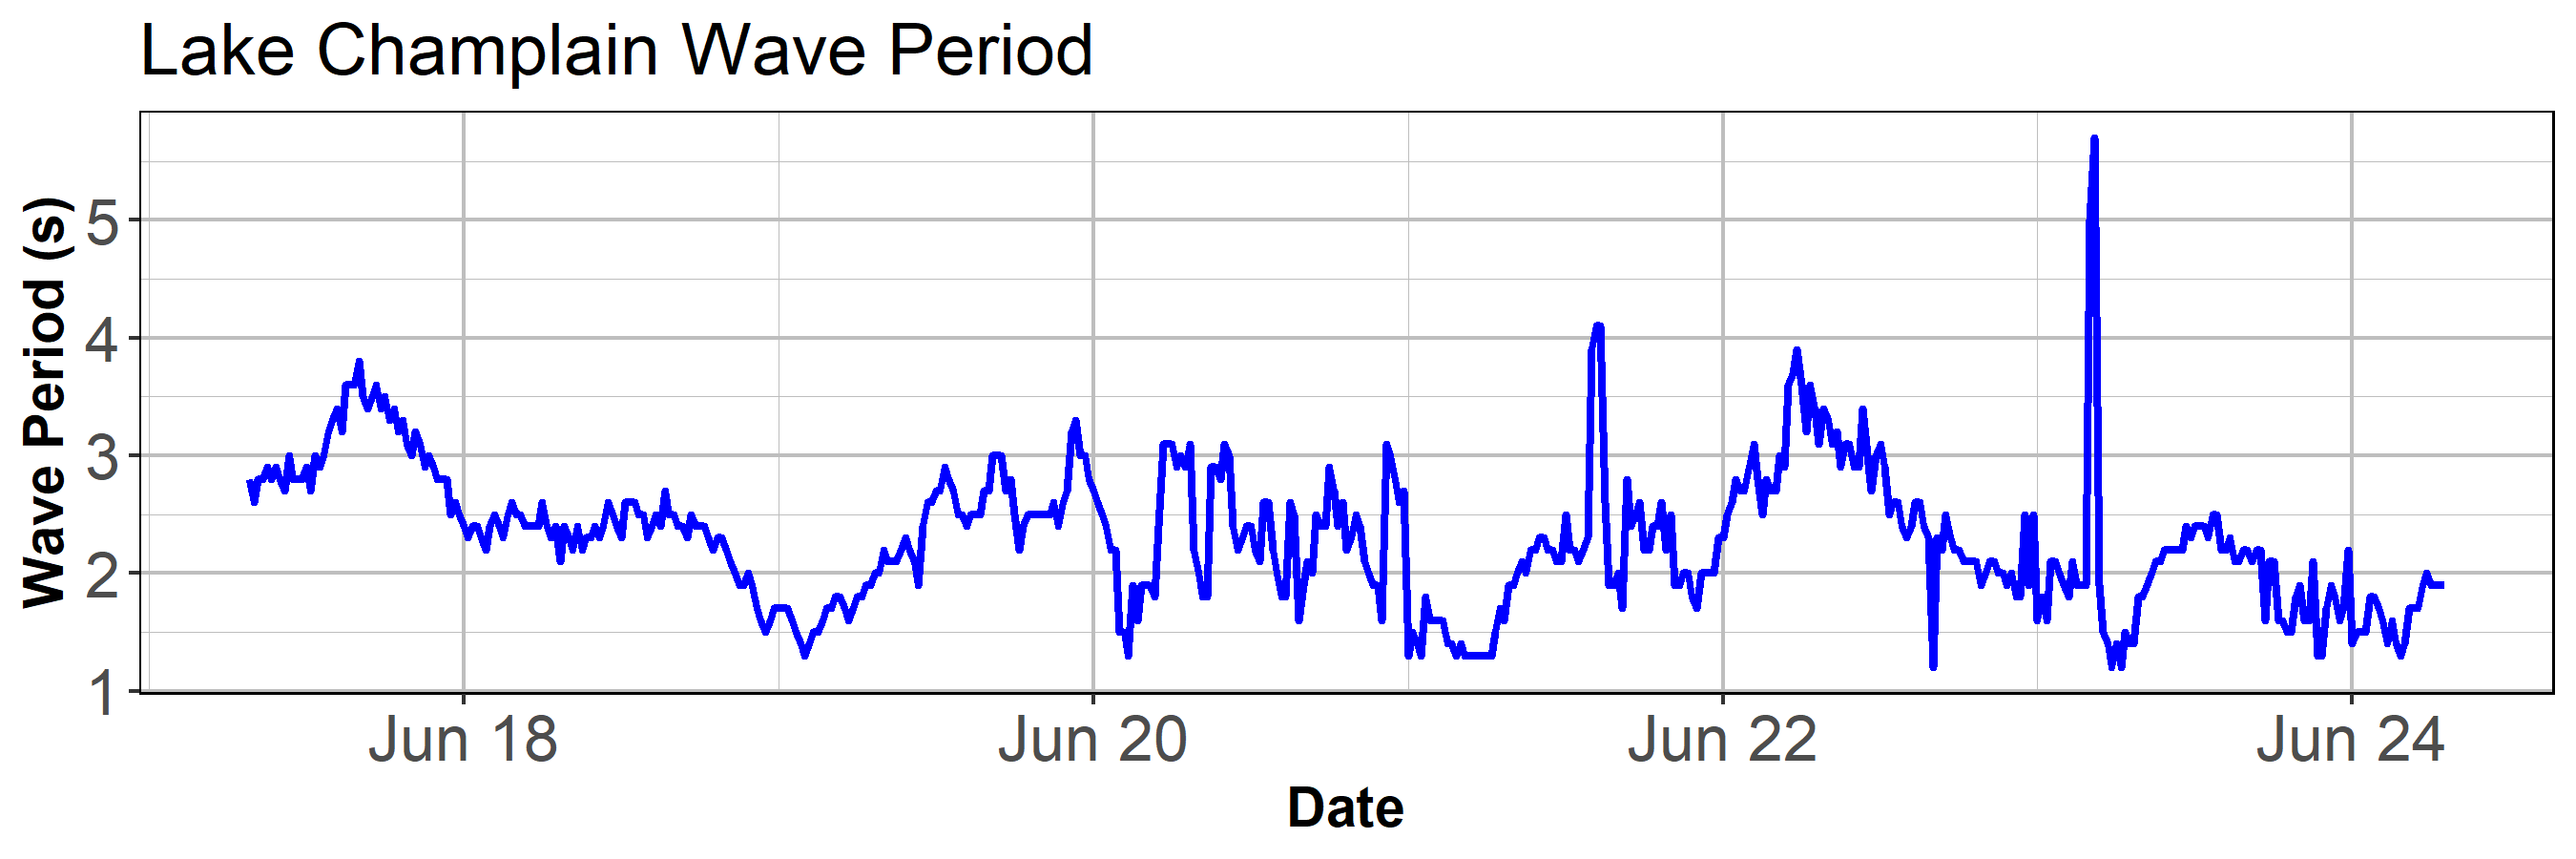 Lake Champlain Wave Period
Wave Period (s)
5
4
3
2
1
Jun 18
Jun 20
Jun 22
Jun 24
Date